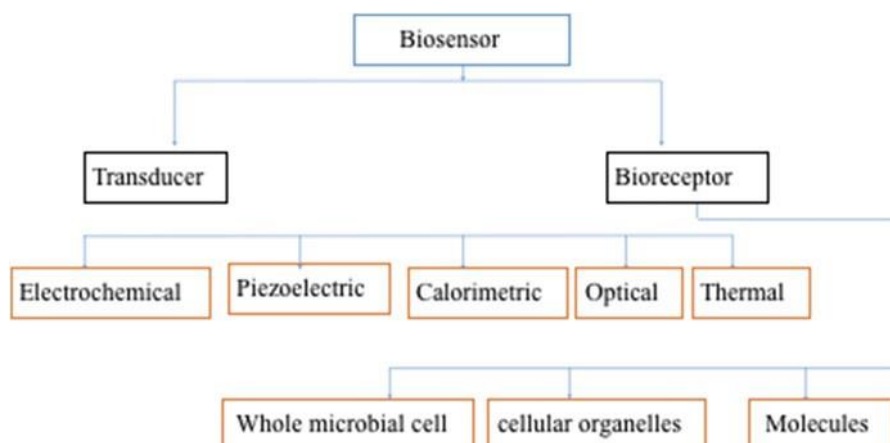 Biosensor
Transducer
Bioreceptor
Electrochemical
Piezoelectric
Calorimetric
Optical
Thermal
Whole microbial cell
cellular organelles
Molecules